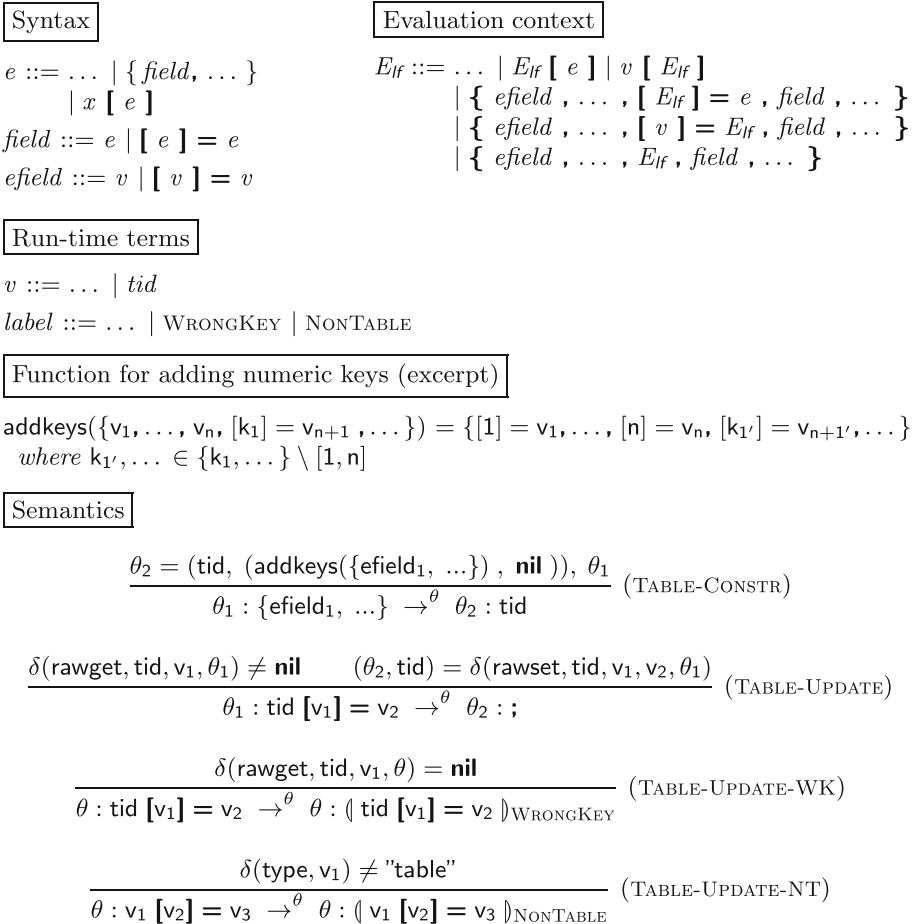 Syntax
e ::= ... | { field, ... }
| x [ e ]
field ::= e | [ e ] = e
efield ::= v | [ v ] = v
Evaluation context
E_lf ::= ... | E_lf [ e ] | v [ E_lf ]
| { efield , ... , [ E_lf ] = e , field , ... }
| { efield , ... , [ v ] = E_lf , field , ... }
| { efield , ... , E_lf , field , ... }
Run-time terms
v ::= ... | tid
label ::= ... | WRONGKEY | NONTABLE
Function for adding numeric keys (excerpt)
addkeys({v₁, ..., vₙ, [k₁] = vₙ₊₁ , ...}) = {[1] = v₁, ..., [n] = vₙ, [k₁′] = vₙ₊₁′, ...}
where k₁′, ... ∈ {k₁, ...} \ [1, n]
Semantics
θ₂ = (tid, (addkeys({efield₁, ...}) , nil )), θ₁
θ₁ : {efield₁, ...} →^θ θ₂ : tid (TABLE-CONSTR)
δ(rawget, tid, v₁, θ₁) ≠ nil (θ₂, tid) = δ(rawset, tid, v₁, v₂, θ₁)
θ₁ : tid [v₁] = v₂ →^θ θ₂ : ; (TABLE-UPDATE)
δ(rawget, tid, v₁, θ) = nil
θ : tid [v₁] = v₂ →^θ θ : ⦇ tid [v₁] = v₂ ⦈WRONGKEY (TABLE-UPDATE-WK)
δ(type, v₁) ≠ "table"
θ : v₁ [v₂] = v₃ →^θ θ : ⦇ v₁ [v₂] = v₃ ⦈NONTABLE (TABLE-UPDATE-NT)